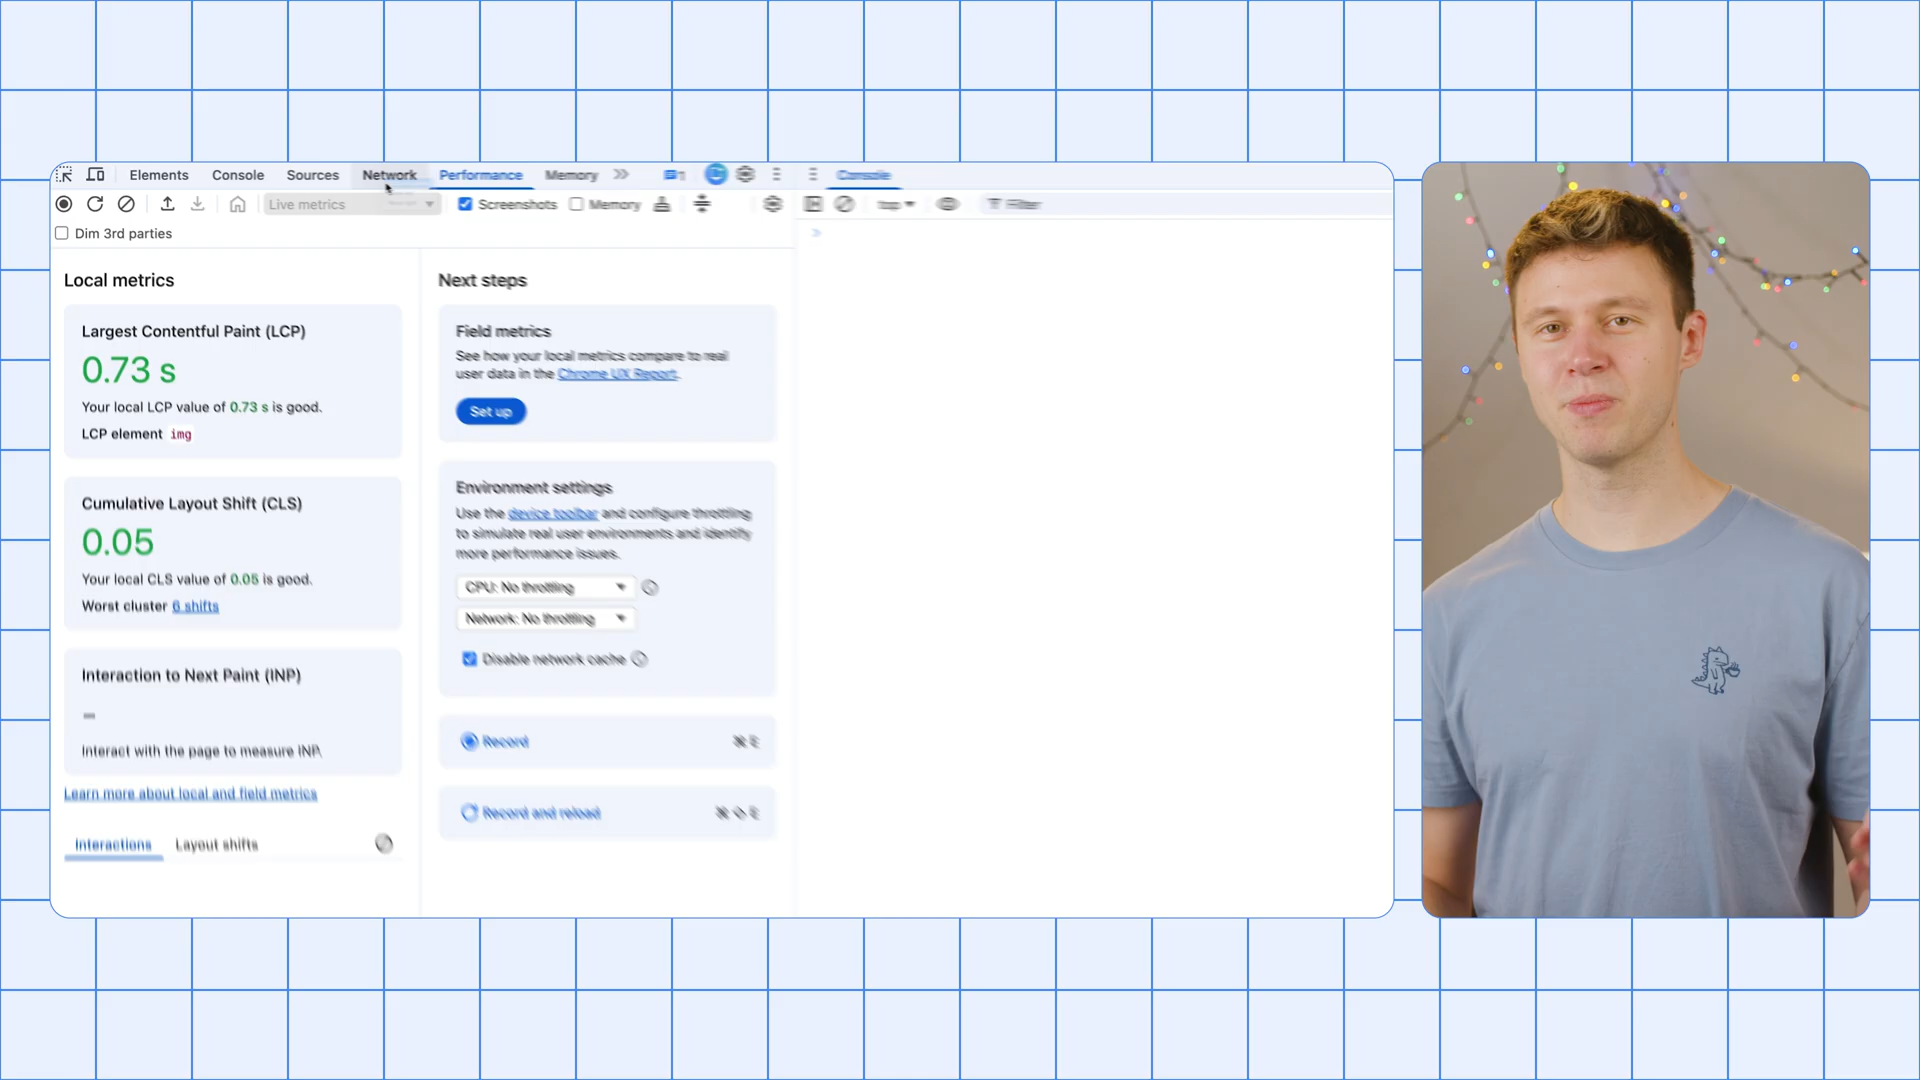 Elements Console Sources Network Performance Memory
Console
Live metrics Screenshots Memory
top Filter
Dim 3rd parties
Local metrics
Largest Contentful Paint (LCP)
0.73 s
Your local LCP value of 0.73 s is good.
LCP element img
Cumulative Layout Shift (CLS)
0.05
Your local CLS value of 0.05 is good.
Worst cluster 6 shifts
Interaction to Next Paint (INP)
-
Interact with the page to measure INP.
Learn more about local and field metrics
Interactions Layout shifts
Next steps
Field metrics
See how your local metrics compare to real
user data in the Chrome UX Report.
Set up
Environment settings
Use the device toolbar and configure throttling
to simulate real user environments and identify
more performance issues.
CPU: No throttling
Network: No throttling
Disable network cache
Record ⌘ E
Record and reload